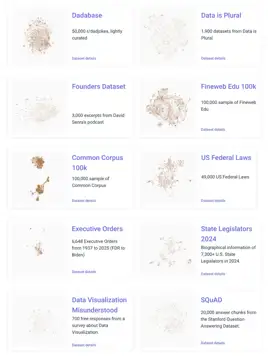 Dadabase
50,000 r/dadjokes, lightly
curated
Dataset details
Data is Plural
1,900 datasets from Data is
Plural
Dataset details
Founders Dataset
3,000 excerpts from David
Senra's podcast
Dataset details
Fineweb Edu 100k
100,000 sample of Fineweb
Edu
Dataset details
Common Corpus
100k
100,000 sample of
Common Corpus
Dataset details
US Federal Laws
40,000 US Federal Laws
Dataset details
Executive Orders
Executive Orders
from 1937 to 2025 (FDR to
Biden)
Dataset details
State Legislators
2024
Biographical information of
7,300+ U.S. State
Legislators in 2024.
Dataset details
Data Visualization
Misunderstood
700 free responses from a
survey about Data
Visualization.
Dataset details
SQuAD
20,000 answer chunks from
the Stanford Question
Answering Dataset.
Dataset details